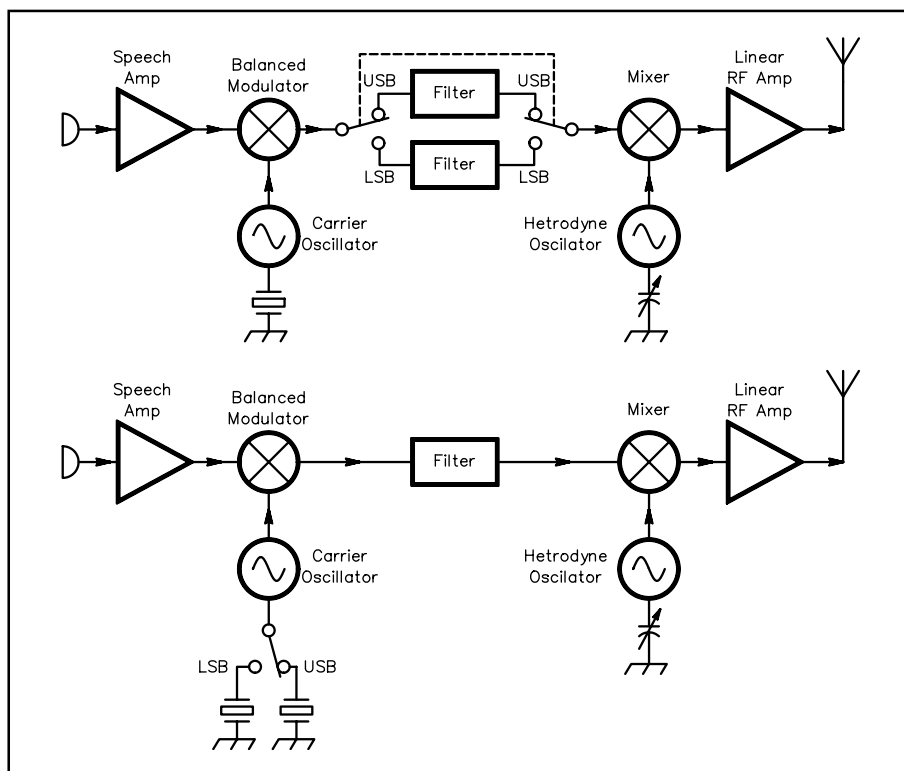 Speech
Amp
Balanced
Modulator
USB
Filter
USB
Mixer
Linear
RF Amp
LSB
Filter
LSB
Carrier
Oscillator
Hetrodyne
Oscilator
Speech
Amp
Balanced
Modulator
Filter
Mixer
Linear
RF Amp
Carrier
Oscillator
Hetrodyne
Oscilator
LSB
USB